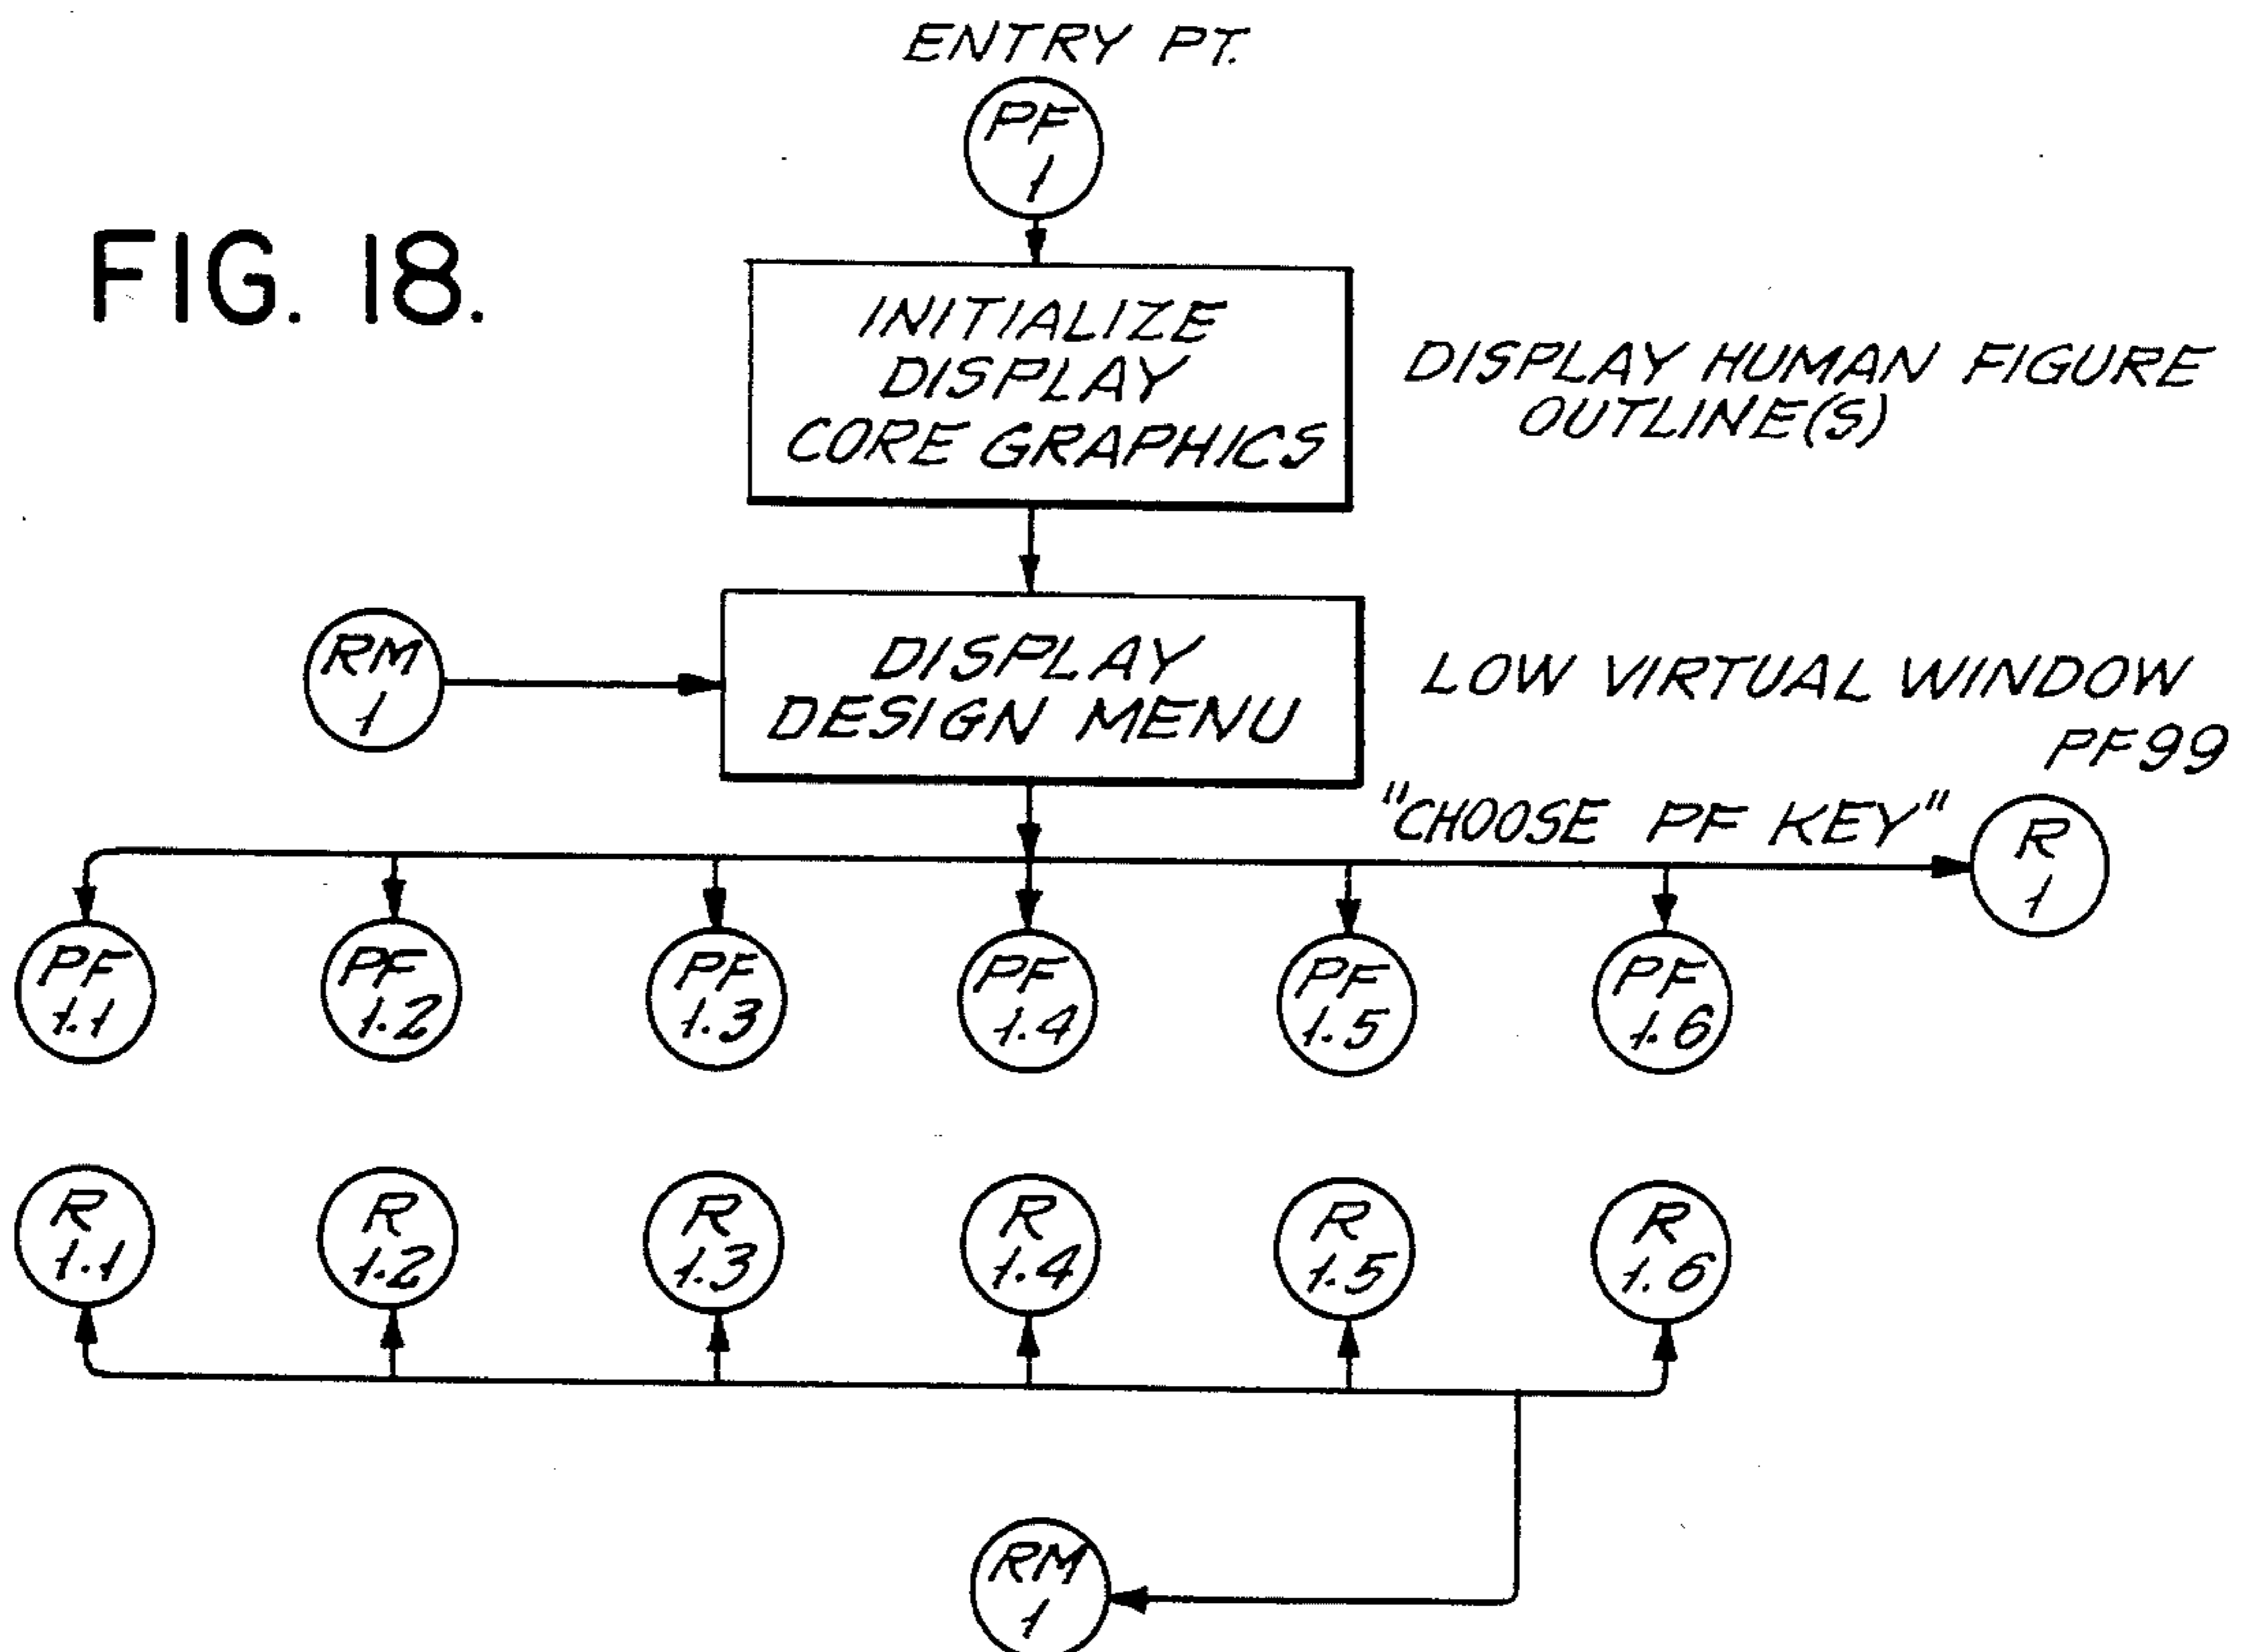 ENTRY PT.
PF
1
FIG. 18.
INITIALIZE
DISPLAY
CORE GRAPHICS
DISPLAY HUMAN FIGURE
OUTLINE(S)
RM
1
DISPLAY
DESIGN MENU
LOW VIRTUAL WINDOW
PF99
"CHOOSE PF KEY"
R
1
PF
1.1
PF
1.2
PF
1.3
PF
1.4
PF
1.5
PF
1.6
R
1.1
R
1.2
R
1.3
R
1.4
R
1.5
R
1.6
RM
1